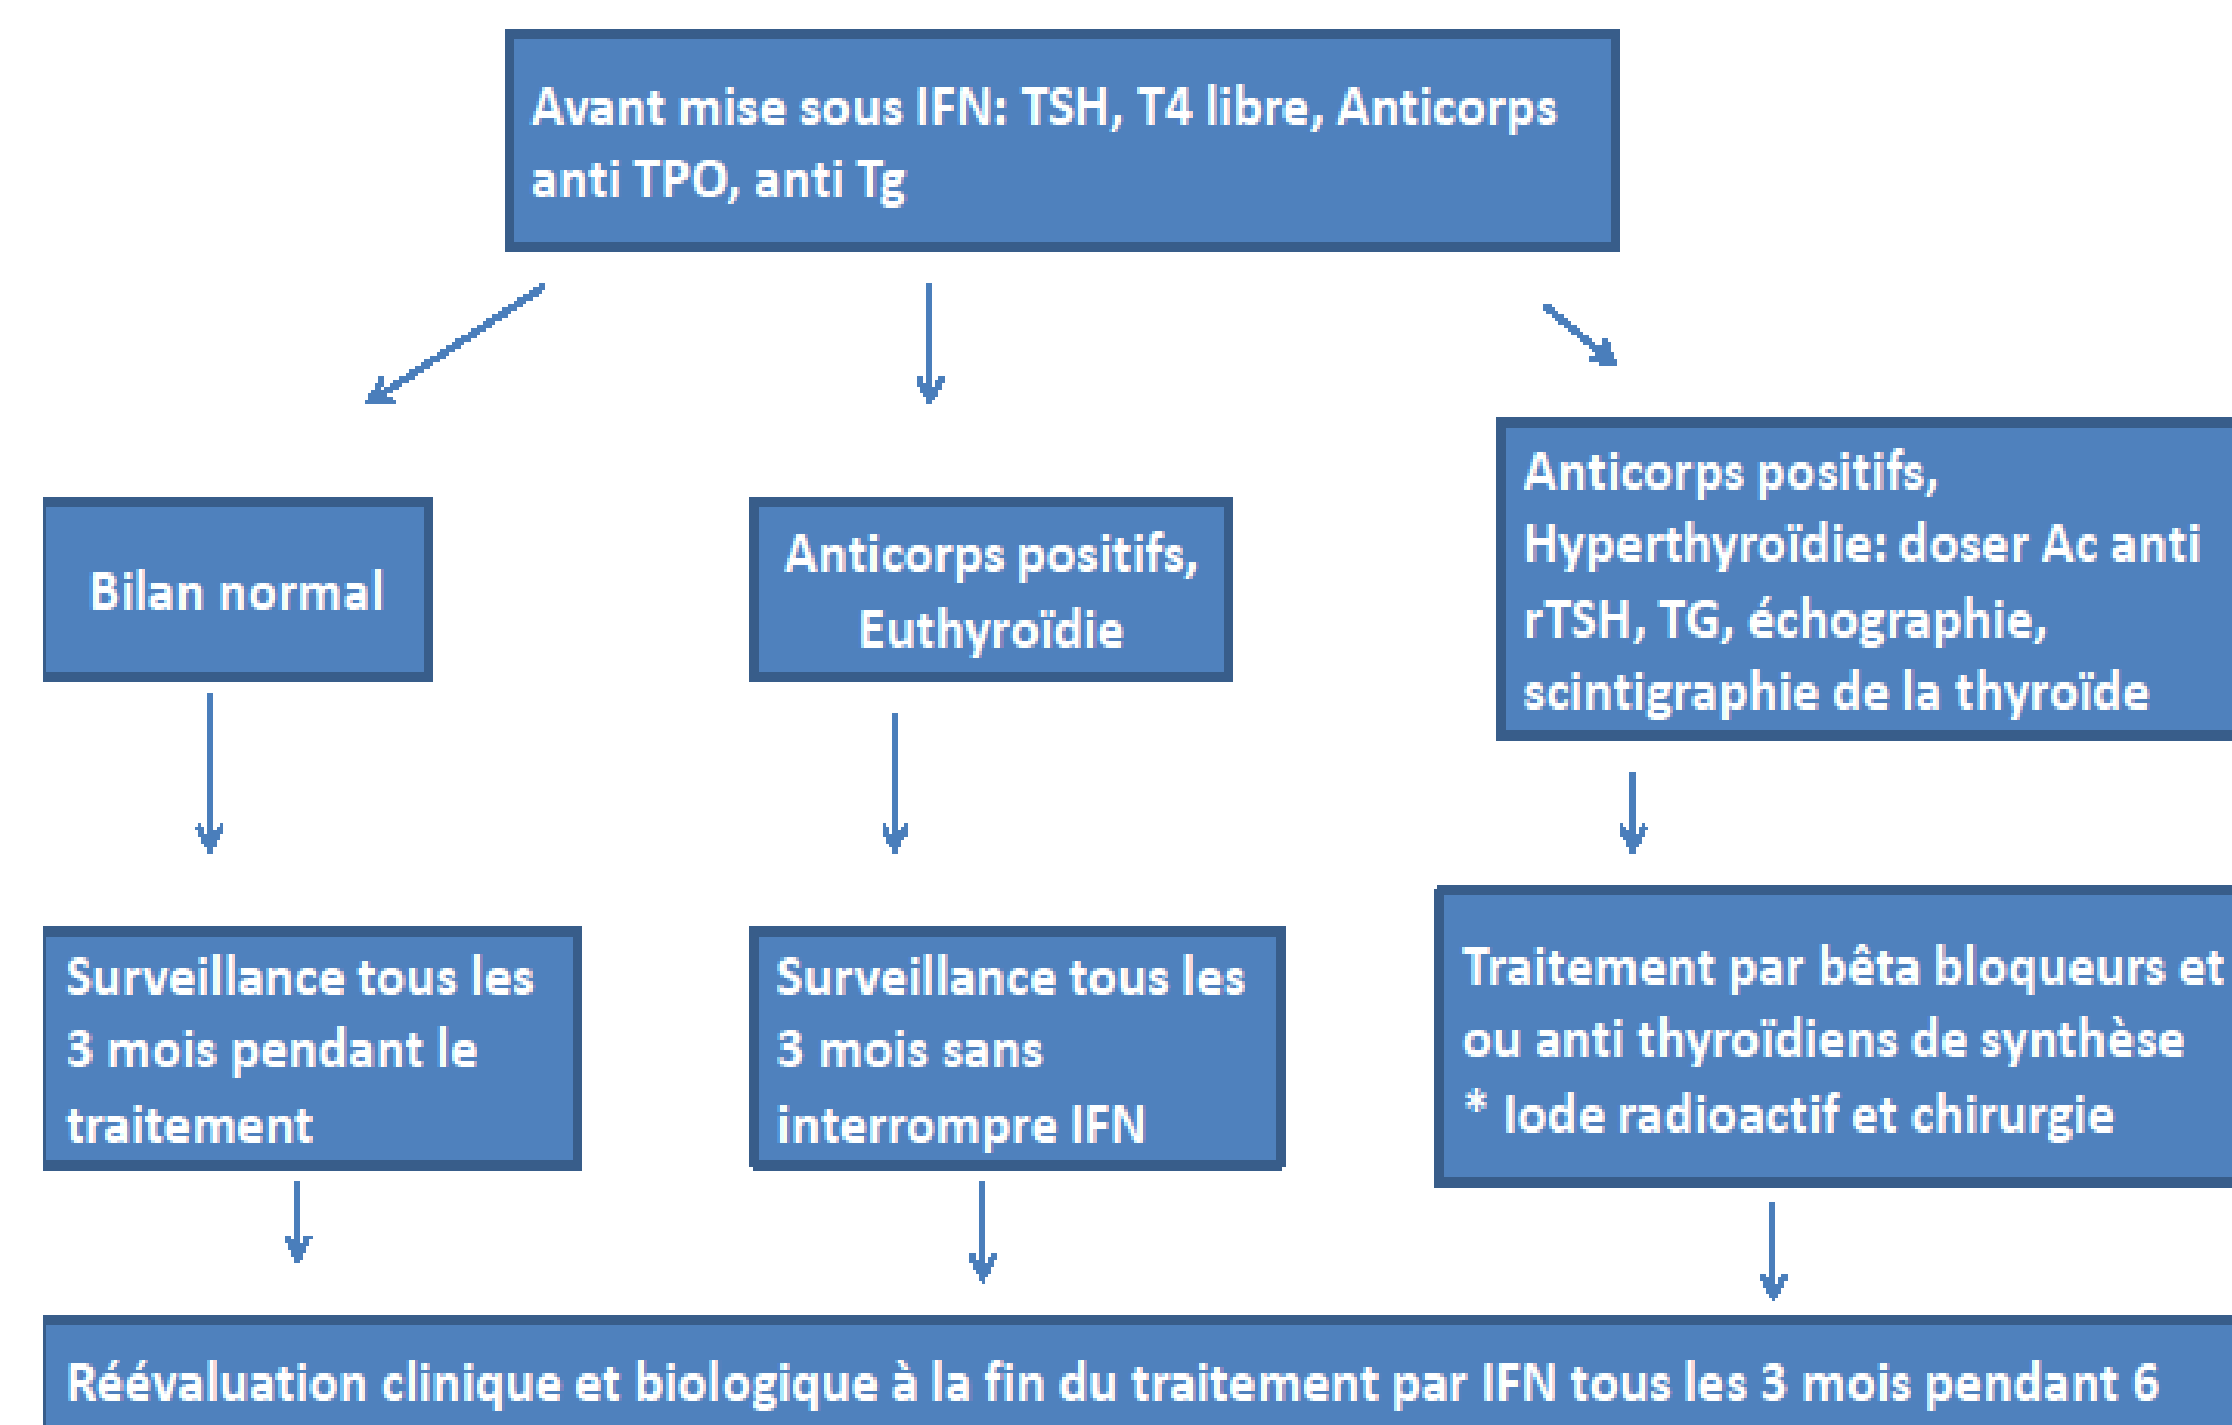 Avant mise sous IFN: TSH, T4 libre, Anticorps
anti TPO, anti Tg
Bilan normal
Anticorps positifs,
Euthyroïdie
Anticorps positifs,
Hyperthyroïdie: doser Ac anti
rTSH, TG, échographie,
scintigraphie de la thyroïde
Surveillance tous les
3 mois pendant le
traitement
Surveillance tous les
3 mois sans
interrompre IFN
Traitement par bêta bloqueurs et
ou anti thyroïdiens de synthèse
* Iode radioactif et chirurgie
Réévaluation clinique et biologique à la fin du traitement par IFN tous les 3 mois pendant 6